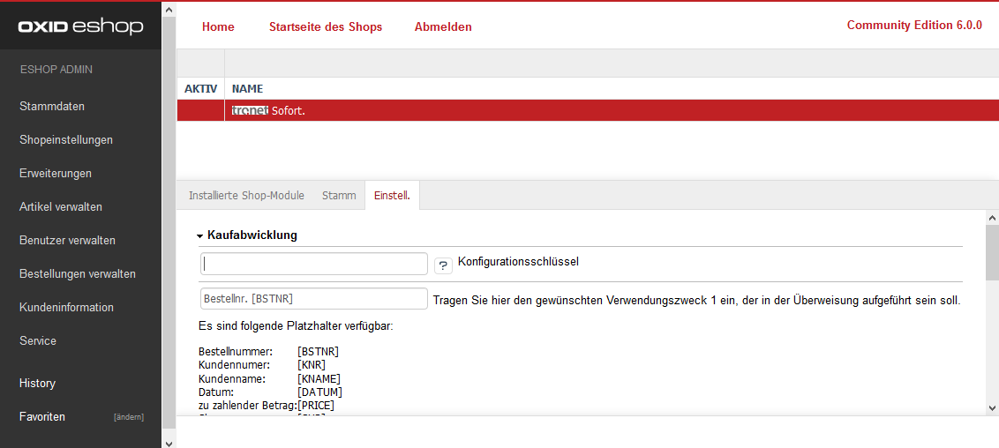 OXID eshop
Home Startseite des Shops Abmelden Community Edition 6.0.0
ESHOP ADMIN
Stammdaten
Shopeinstellungen
Erweiterungen
Artikel verwalten
Benutzer verwalten
Bestellungen verwalten
Kundeninformation
Service
History
Favoriten [ändern]
AKTIV NAME
tronet Sofort.
Installierte Shop-Module Stamm Einstell.
Kaufabwicklung
? Konfigurationsschlüssel
Bestellnr. [BSTNR] Tragen Sie hier den gewünschten Verwendungszweck 1 ein, der in der Überweisung aufgeführt sein soll.
Es sind folgende Platzhalter verfügbar:
Bestellnummer: [BSTNR]
Kundennumer: [KNR]
Kundenname: [KNAME]
Datum: [DATUM]
zu zahlender Betrag:[PRICE]